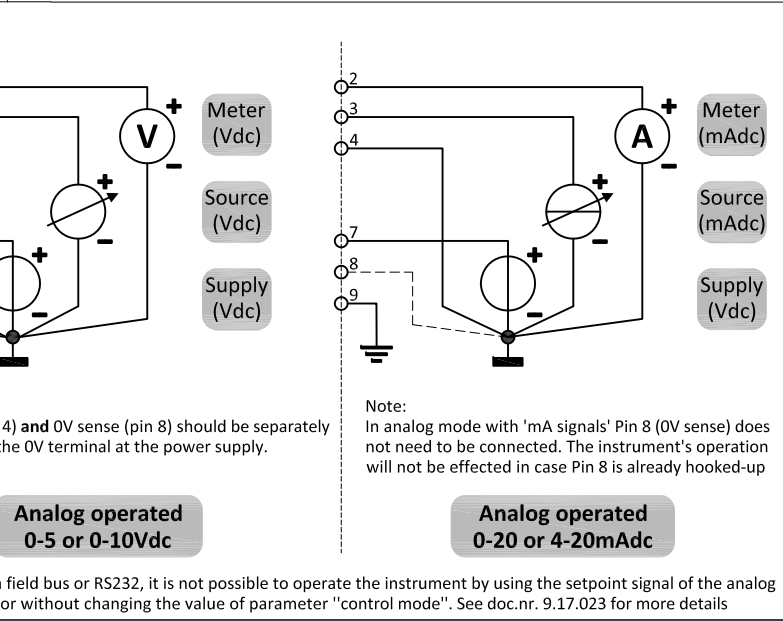 V
Meter
(Vdc)
Source
(Vdc)
Supply
(Vdc)
4) and 0V sense (pin 8) should be separately
the 0V terminal at the power supply.
Analog operated
0-5 or 0-10Vdc
2
3
4
7
8
9
A
Meter
(mAdc)
Source
(mAdc)
Supply
(Vdc)
Note:
In analog mode with 'mA signals' Pin 8 (0V sense) does
not need to be connected. The instrument's operation
will not be effected in case Pin 8 is already hooked-up
Analog operated
0-20 or 4-20mAdc
field bus or RS232, it is not possible to operate the instrument by using the setpoint signal of the analog
or without changing the value of parameter ''control mode''. See doc.nr. 9.17.023 for more details